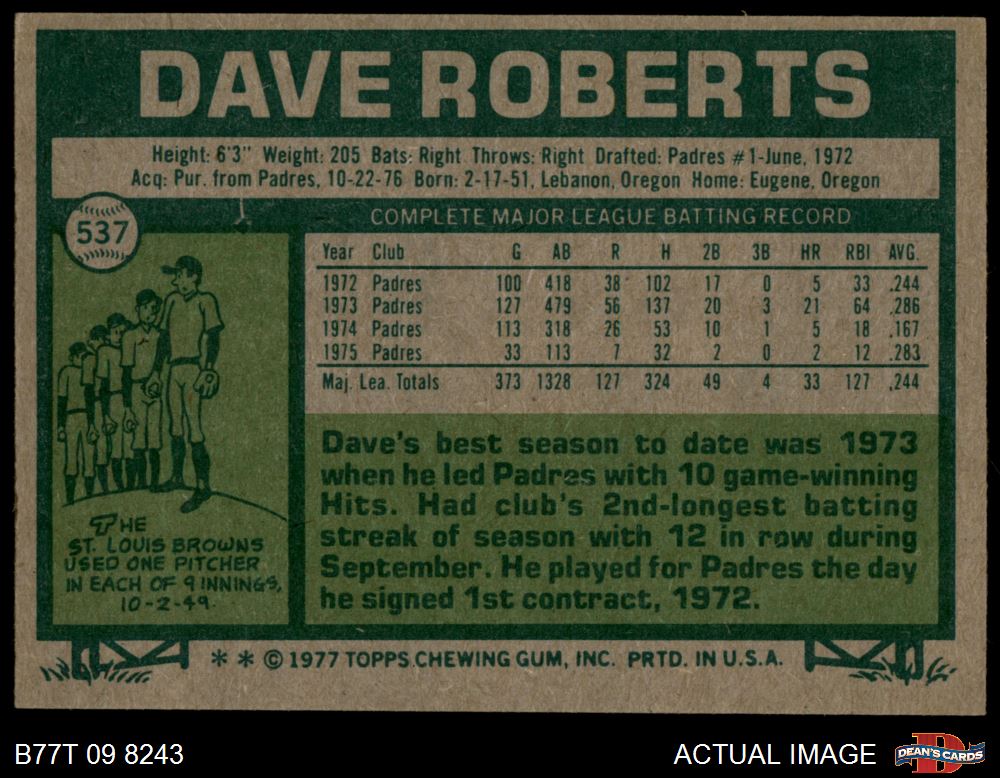 DAVE ROBERTS
Height: 6'3" Weight: 205 Bats: Right Throws: Right Drafted: Padres #1-June, 1972
Acq: Pur. from Padres, 10-22-76 Born: 2-17-51, Lebanon, Oregon Home: Eugene, Oregon
537
COMPLETE MAJOR LEAGUE BATTING RECORD
Year Club G AB R H 2B 3B HR RBI AVG.
1972 Padres 100 418 38 102 17 0 5 33 .244
1973 Padres 127 479 56 137 20 3 21 64 .286
1974 Padres 113 318 26 53 10 1 5 18 .167
1975 Padres 33 113 7 32 2 0 2 12 .283
Maj. Lea. Totals 373 1328 127 324 49 4 33 127 .244
THE
ST. LOUIS BROWNS
USED ONE PITCHER
IN EACH OF 9 INNINGS,
10-2-49.
Dave's best season to date was 1973
when he led Padres with 10 game-winning
Hits. Had club's 2nd-longest batting
streak of season with 12 in row during
September. He played for Padres the day
he signed 1st contract, 1972.
* * © 1977 TOPPS CHEWING GUM, INC. PRTD. IN U.S.A.
B77T 09 8243
ACTUAL IMAGE
DEAN'S CARDS